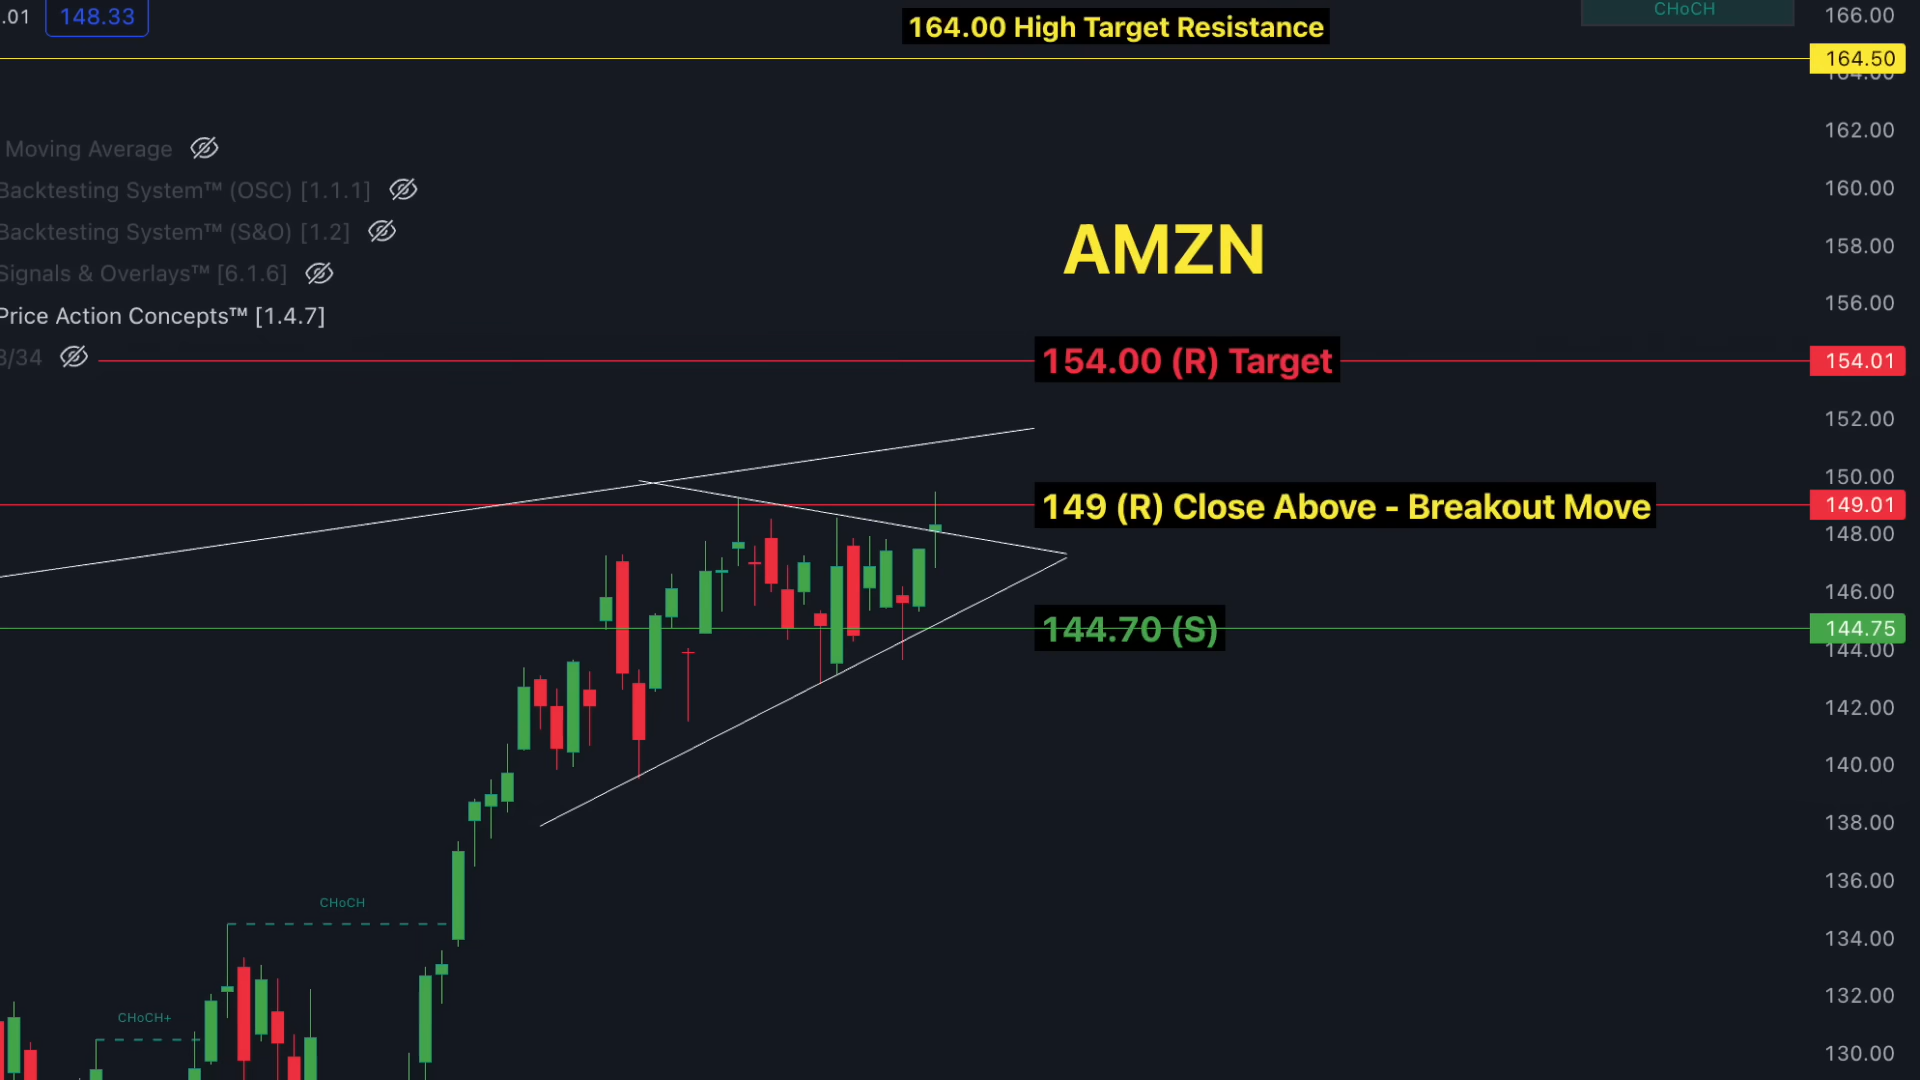 .01 148.33
164.00 High Target Resistance
CHoCH
166.00
164.50
162.00
Moving Average
Backtesting System™ (OSC) [1.1.1]
160.00
Backtesting System™ (S&O) [1.2]
AMZN
158.00
Signals & Overlays™ [6.1.6]
156.00
Price Action Concepts™ [1.4.7]
3/34
154.00 (R) Target
154.01
152.00
150.00
149 (R) Close Above - Breakout Move
149.01
148.00
146.00
144.70 (S)
144.75
144.00
142.00
140.00
138.00
136.00
CHoCH
134.00
132.00
CHoCH+
130.00